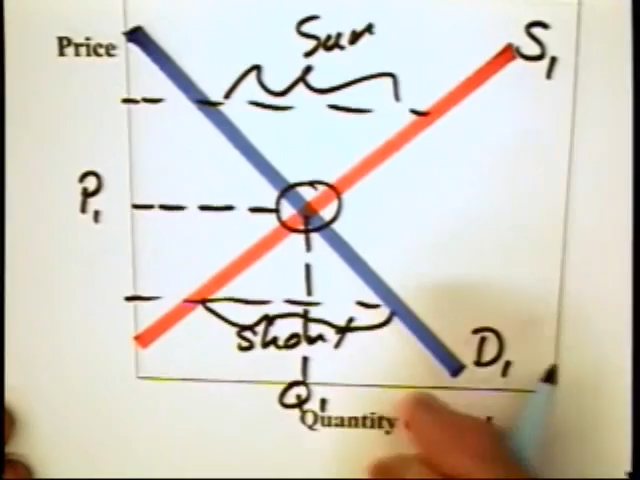 Sur
Price
S₁
P₁
Short
D₁
Q₁
Quantity